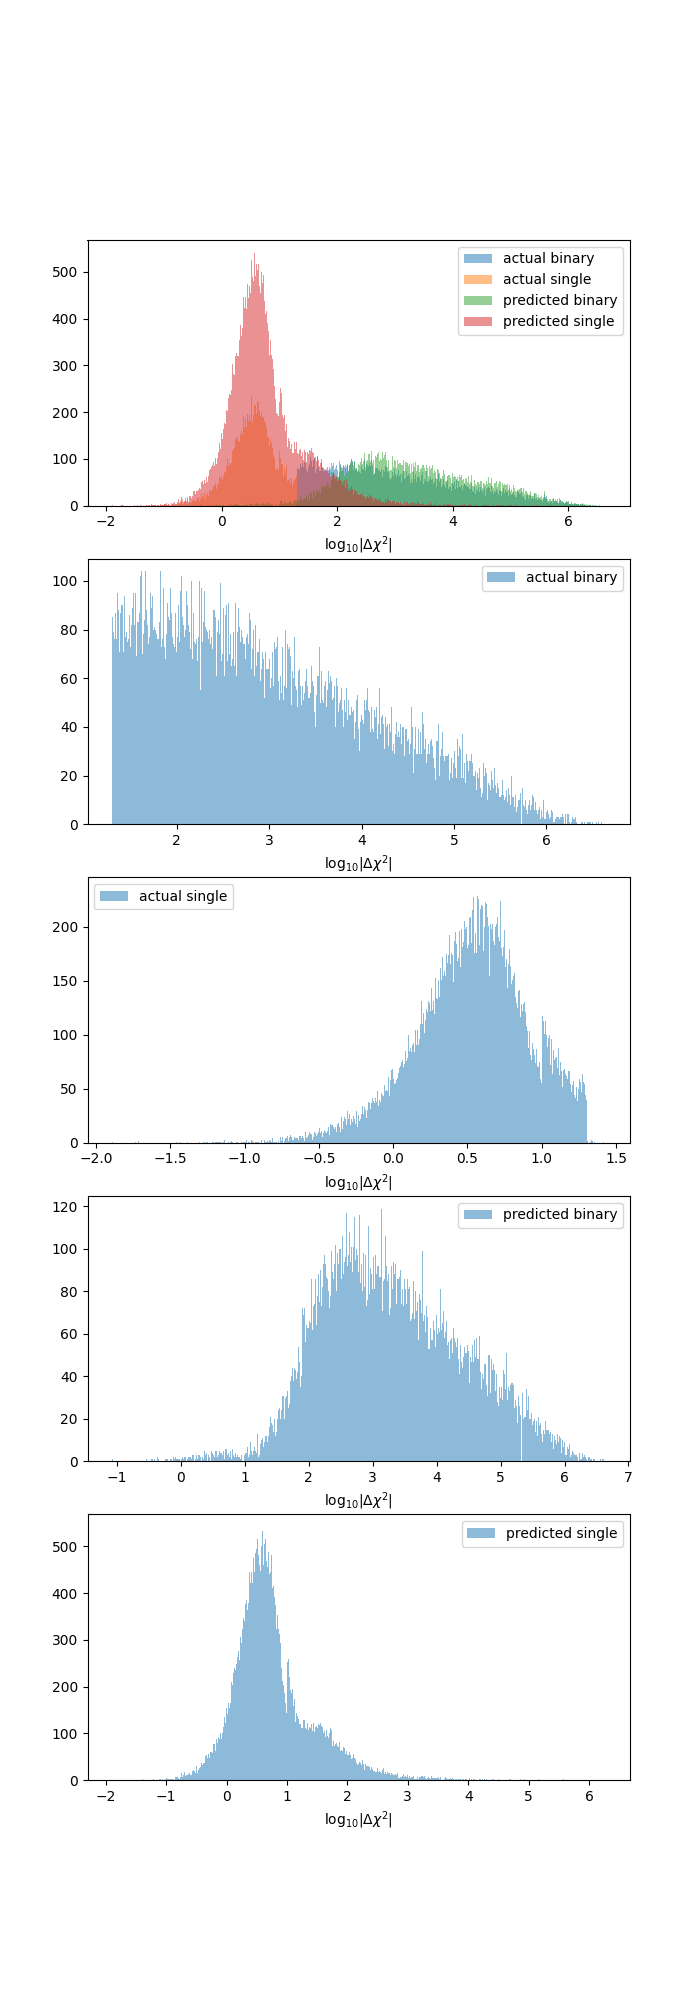 500
400
300
200
100
0
actual binary
actual single
predicted binary
predicted single
−2 0 2 4 6
log₁₀|Δχ²|
100
80
60
40
20
0
actual binary
2 3 4 5 6
log₁₀|Δχ²|
200
150
100
50
0
actual single
−2.0 −1.5 −1.0 −0.5 0.0 0.5 1.0 1.5
log₁₀|Δχ²|
120
100
80
60
40
20
0
predicted binary
−1 0 1 2 3 4 5 6 7
log₁₀|Δχ²|
500
400
300
200
100
0
predicted single
−2 −1 0 1 2 3 4 5 6
log₁₀|Δχ²|